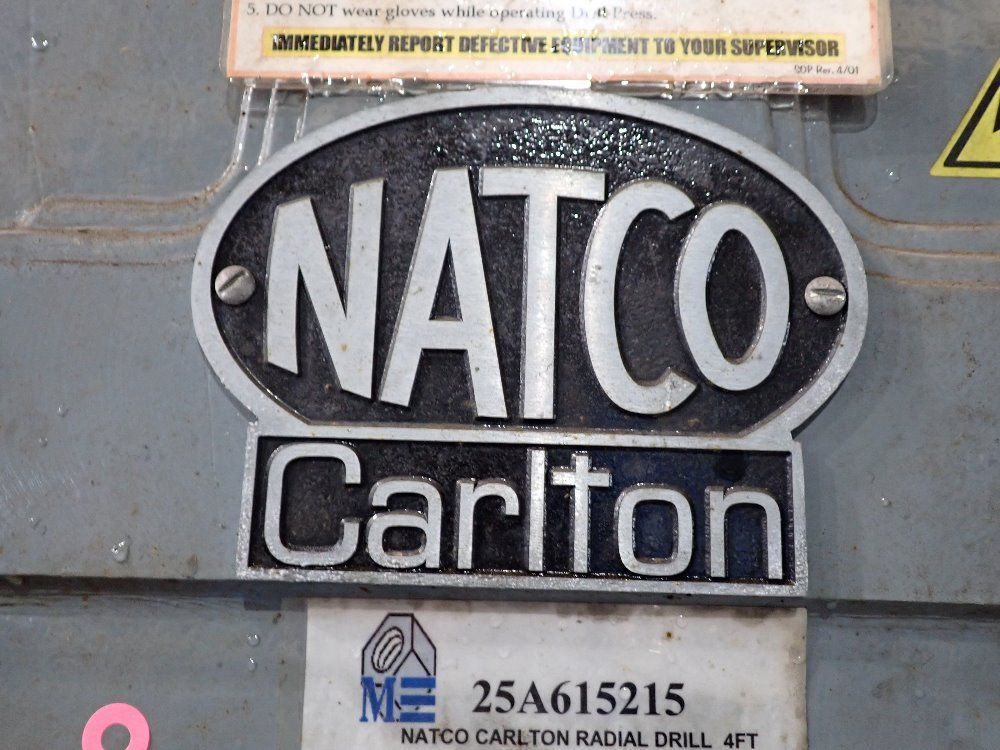 5. DO NOT wear gloves while operating Drill Press.
IMMEDIATELY REPORT DEFECTIVE EQUIPMENT TO YOUR SUPERVISOR
SOP Rev. 4/01
NATCO
Carlton
ME
25A615215
NATCO CARLTON RADIAL DRILL 4FT